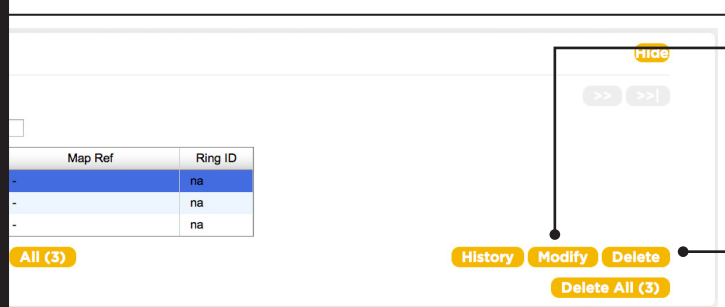 Hide
>> >>|
Map Ref Ring ID
- na
- na
- na
All (3) History Modify Delete
Delete All (3)